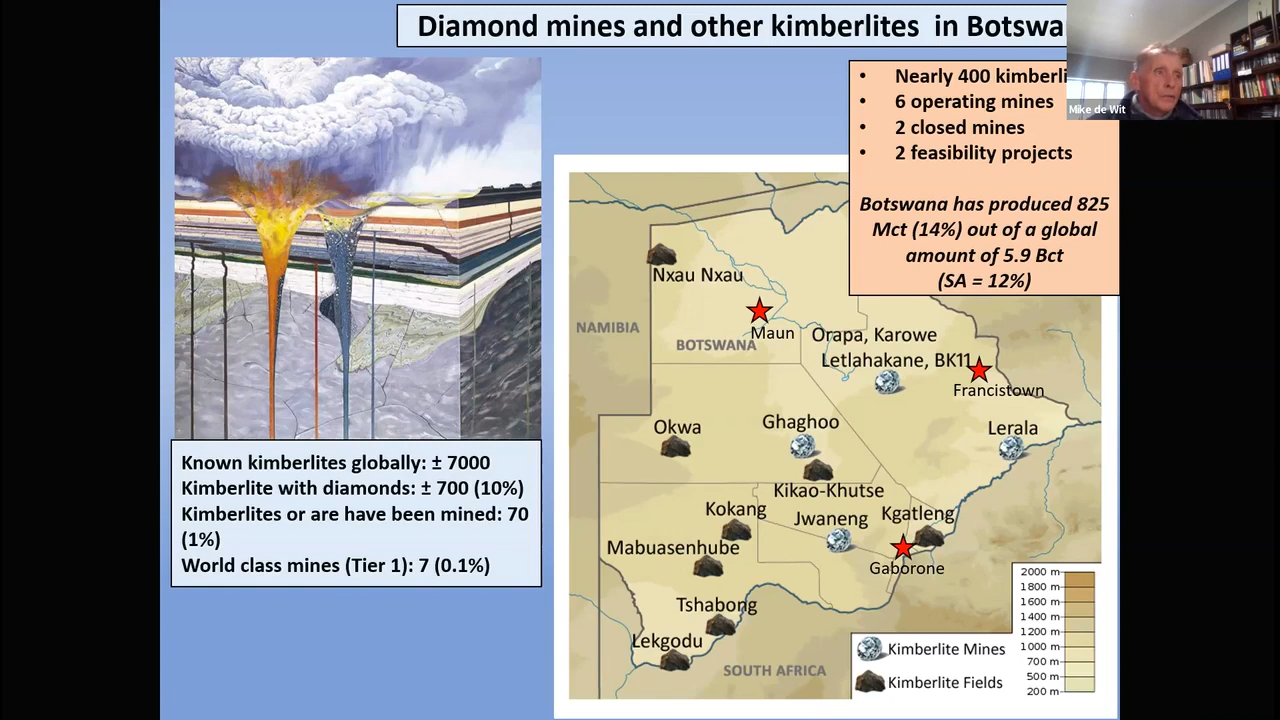 Diamond mines and other kimberlites in
Nearly 400
6 operating mines
2 closed mines
2 feasibility projects
Botswana has produced 825
Mct (14%) out of a global
amount of 5.9 Bct
(SA = 12%)
Mike de Wit
Known kimberlites globally: ± 7000
Kimberlite with diamonds: ± 700 (10%)
Kimberlites or are have been mined: 70
(1%)
World class mines (Tier 1): 7 (0.1%)
Nxau Nxau
NAMIBIA
BOTSWANA
Maun
Orapa, Karowe
Letlahakane, BK11
Francistown
Okwa
Ghaghoo
Lerala
Kikao-Khutse
Kokang
Jwaneng
Kgatleng
Mabuasenhube
Gaborone
Tshabong
Lekgodu
SOUTH AFRICA
Kimberlite Mines
Kimberlite Fields
2000 m
1800 m
1600 m
1400 m
1200 m
1000 m
700 m
500 m
200 m